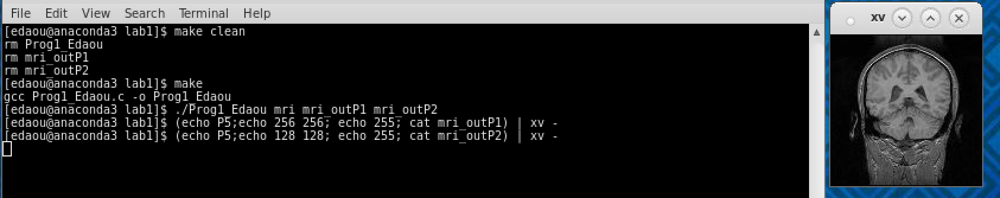 File Edit View Search Terminal Help
[edaou@anaconda3 lab1]$ make clean
rm Prog1_Edaou
rm mri_outP1
rm mri_outP2
[edaou@anaconda3 lab1]$ make
gcc Prog1_Edaou.c -o Prog1_Edaou
[edaou@anaconda3 lab1]$ ./Prog1_Edaou mri mri_outP1 mri_outP2
[edaou@anaconda3 lab1]$ (echo P5;echo 256 256; echo 255; cat mri_outP1) | xv -
[edaou@anaconda3 lab1]$ (echo P5;echo 128 128; echo 255; cat mri_outP2) | xv -
xv